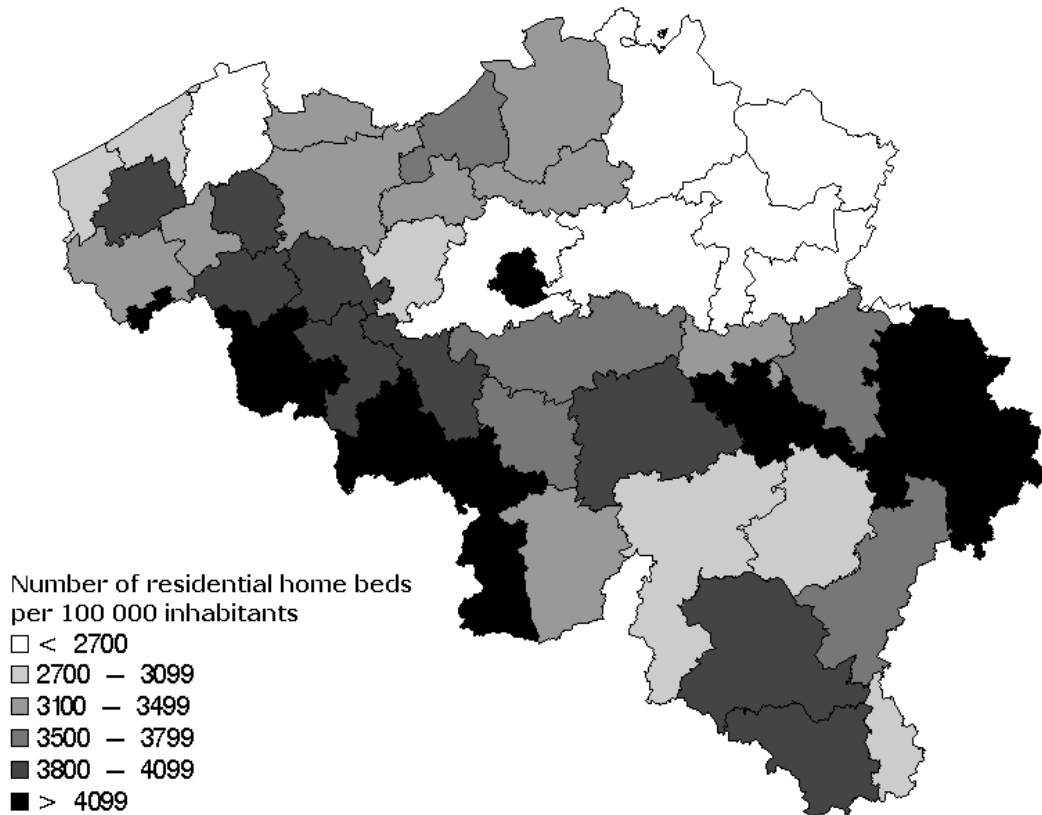 Number of residential home beds
per 100 000 inhabitants
< 2700
2700 – 3099
3100 – 3499
3500 – 3799
3800 – 4099
> 4099